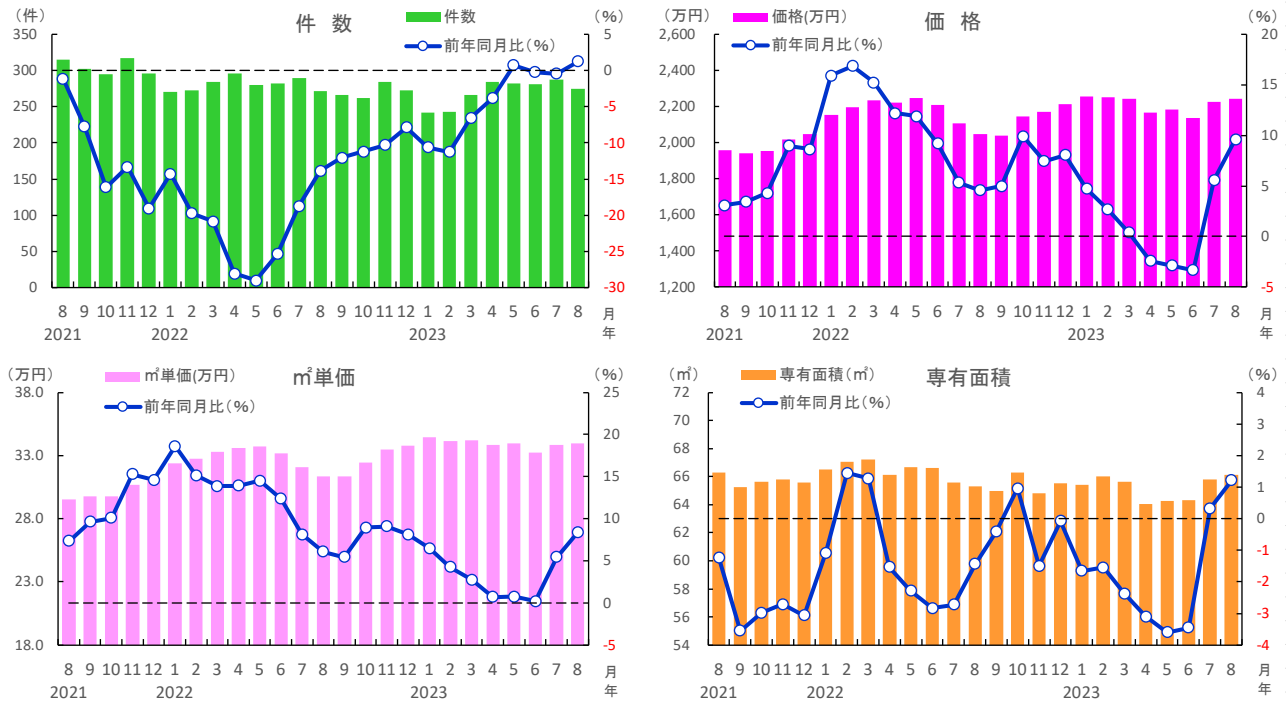 （件）
件 数
（%）
件数
前年同月比（%）
350
300
250
200
150
100
50
0
5
0
-5
-10
-15
-20
-25
-30
8 9 10 11 12 1 2 3 4 5 6 7 8 9 10 11 12 1 2 3 4 5 6 7 8 月
2021 2022 2023 年
（万円）
価 格
（%）
価格(万円)
前年同月比（%）
2,600
2,400
2,200
2,000
1,800
1,600
1,400
1,200
20
15
10
5
0
-5
8 9 10 11 12 1 2 3 4 5 6 7 8 9 10 11 12 1 2 3 4 5 6 7 8 月
2021 2022 2023 年
（万円）
㎡単価
（%）
㎡単価(万円)
前年同月比（%）
38.0
33.0
28.0
23.0
18.0
25
20
15
10
5
0
-5
8 9 10 11 12 1 2 3 4 5 6 7 8 9 10 11 12 1 2 3 4 5 6 7 8 月
2021 2022 2023 年
（㎡）
専有面積
（%）
専有面積（㎡）
前年同月比（%）
72
70
68
66
64
62
60
58
56
54
4
3
2
1
0
-1
-2
-3
-4
8 9 10 11 12 1 2 3 4 5 6 7 8 9 10 11 12 1 2 3 4 5 6 7 8 月
2021 2022 2023 年